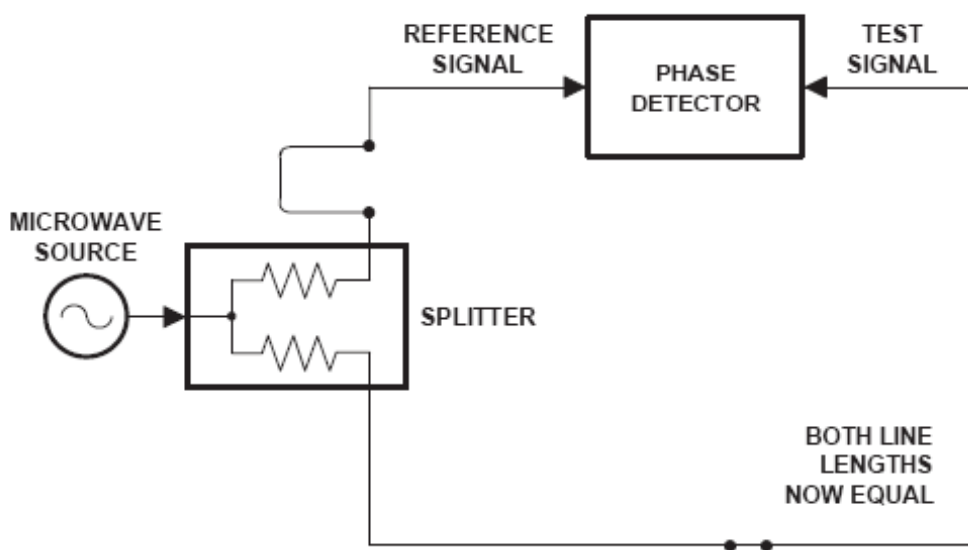 REFERENCE
SIGNAL
PHASE
DETECTOR
TEST
SIGNAL
MICROWAVE
SOURCE
SPLITTER
BOTH LINE
LENGTHS
NOW EQUAL